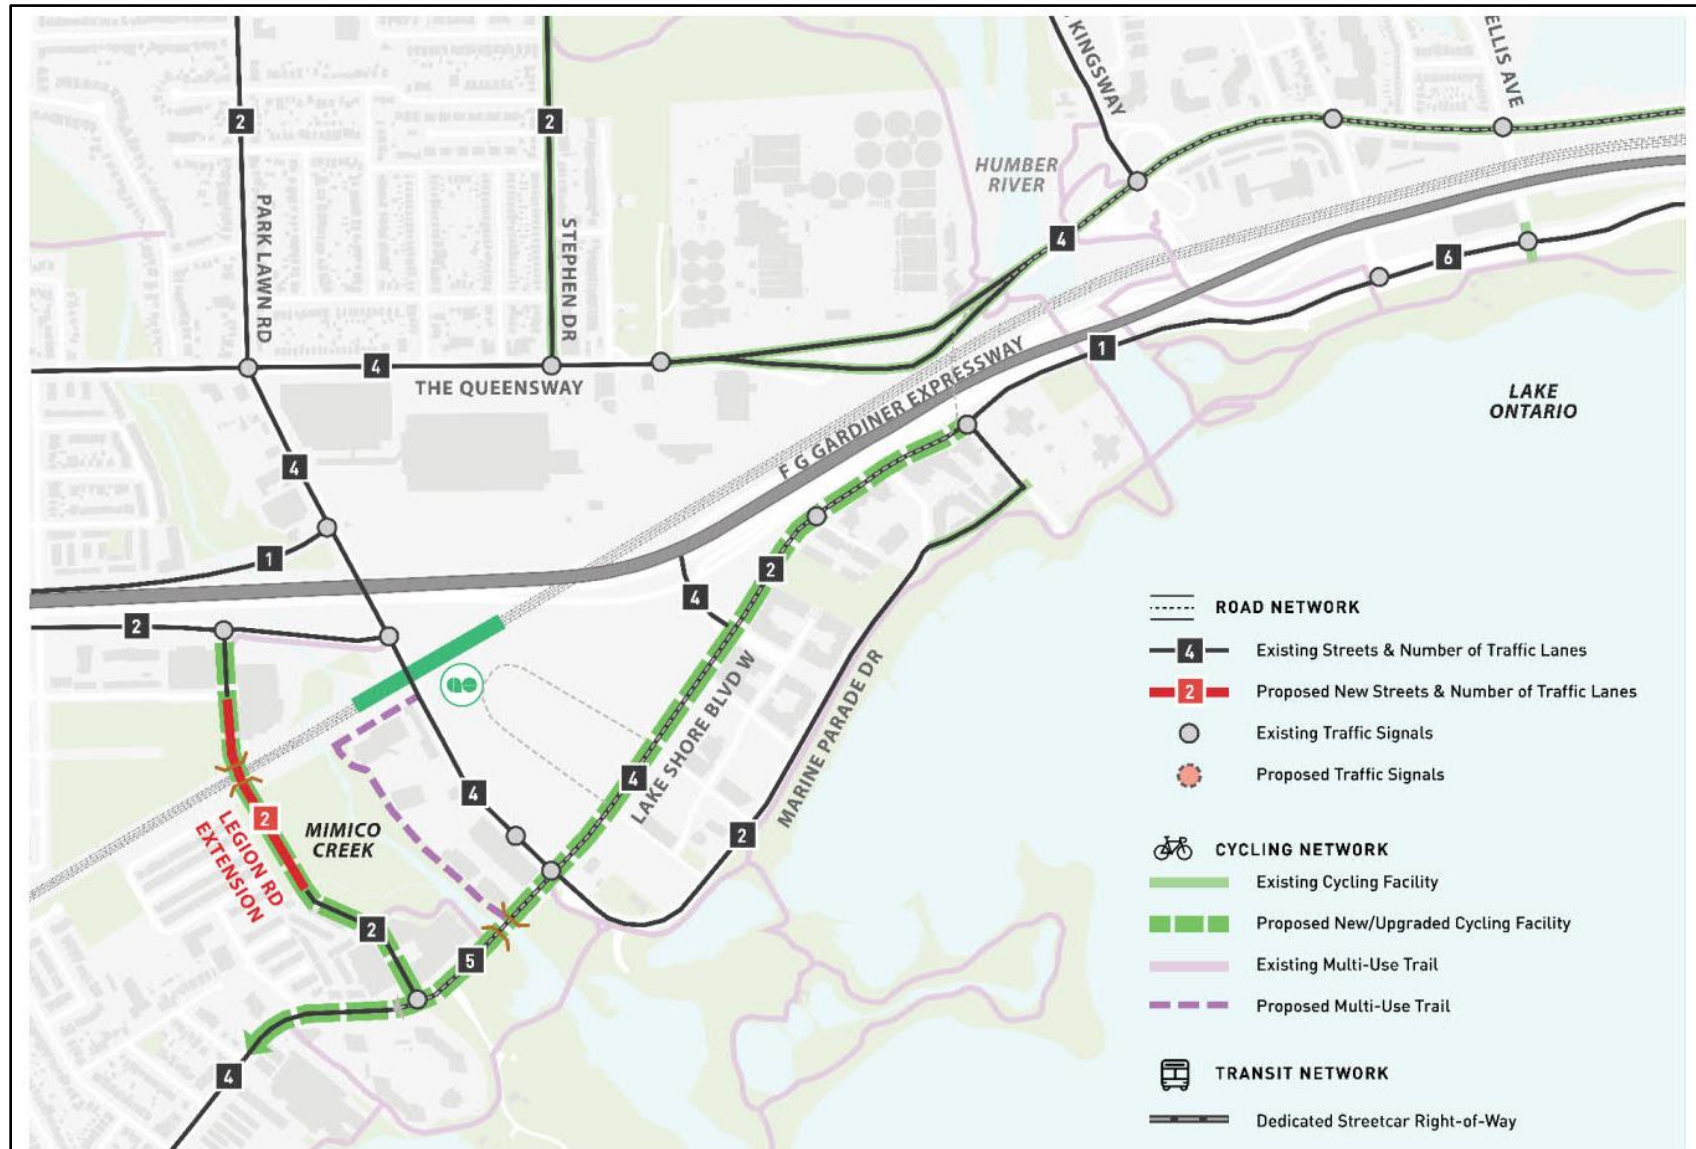 KINGSWAY
ELLIS AVE
2
2
HUMBER
RIVER
PARK LAWN RD
STEPHEN DR
4
6
1
4
THE QUEENSWAY
F G GARDINER EXPRESSWAY
LAKE
ONTARIO
4
1
2
2
4
ROAD NETWORK
4 Existing Streets & Number of Traffic Lanes
2 Proposed New Streets & Number of Traffic Lanes
Existing Traffic Signals
Proposed Traffic Signals
LAKE SHORE BLVD W
MARINE PARADE DR
4
4
2
2
LEGION RD
EXTENSION
MIMICO
CREEK
2
5
4
CYCLING NETWORK
Existing Cycling Facility
Proposed New/Upgraded Cycling Facility
Existing Multi-Use Trail
Proposed Multi-Use Trail
TRANSIT NETWORK
Dedicated Streetcar Right-of-Way